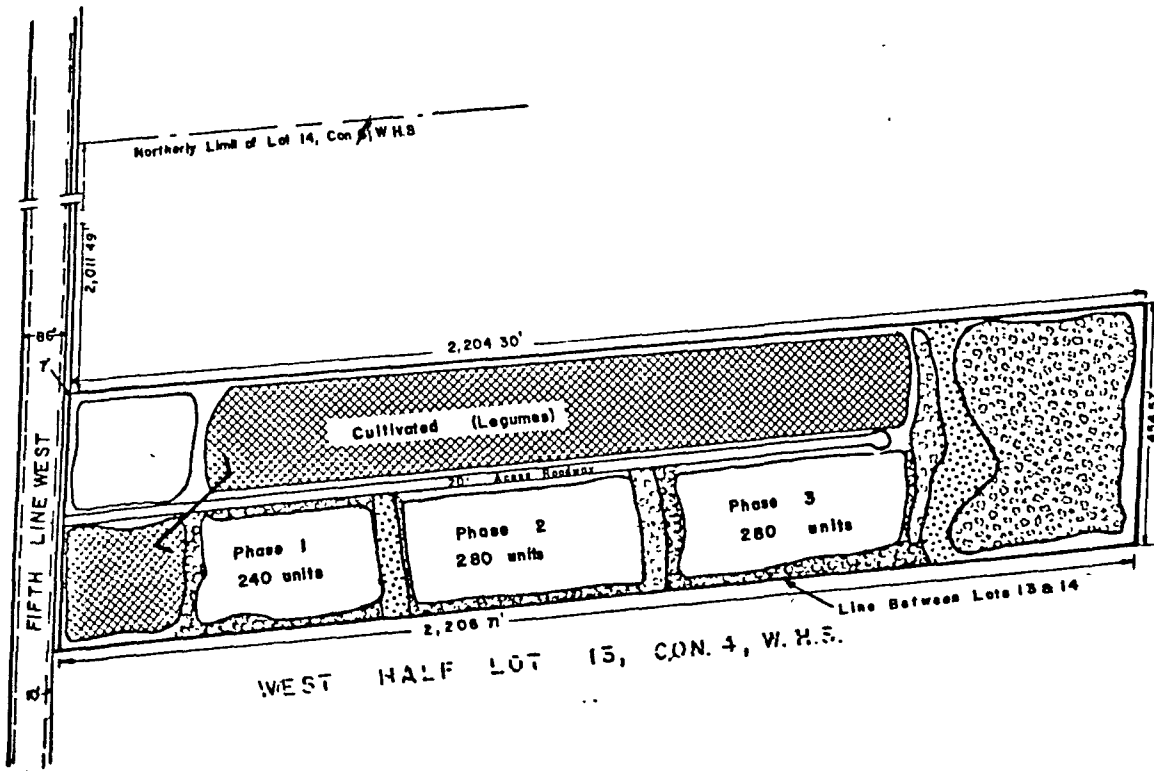 Northerly Limit of Lot 14, Con W H S
2,011 49'
2,204 30'
Cultivated (Legumes)
20' Acess Roadway
Phase 1
240 units
Phase 2
280 units
Phase 3
280 units
Line Between Lots 13 & 14
2,206 71'
FIFTH LINE WEST
WEST HALF LOT 13, CON. 4, W.H.S.